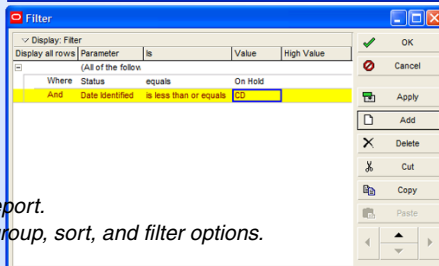 Filter
Display: Filter
Display all rows Parameter Is Value High Value
(All of the follow
Where Status equals On Hold
And Date Identified is less than or equals CD
OK
Cancel
Apply
Add
Delete
Cut
Copy
Paste
port.
roup, sort, and filter options.